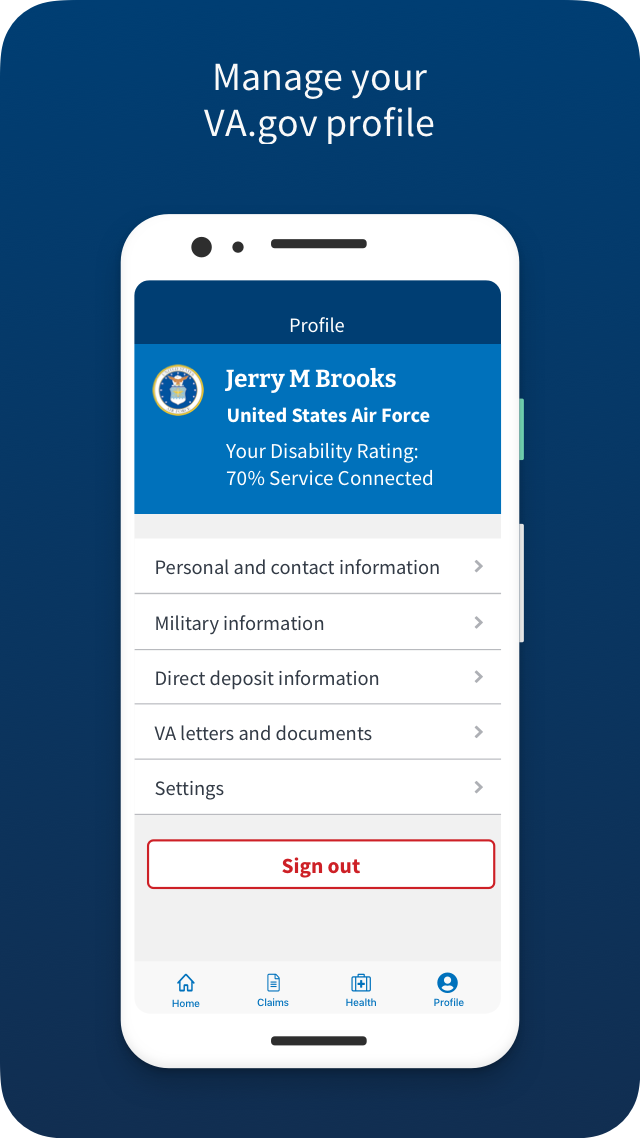 Manage your
VA.gov profile
Profile
Jerry M Brooks
United States Air Force
Your Disability Rating:
70% Service Connected
Personal and contact information
Military information
Direct deposit information
VA letters and documents
Settings
Sign out
Home
Claims
Health
Profile